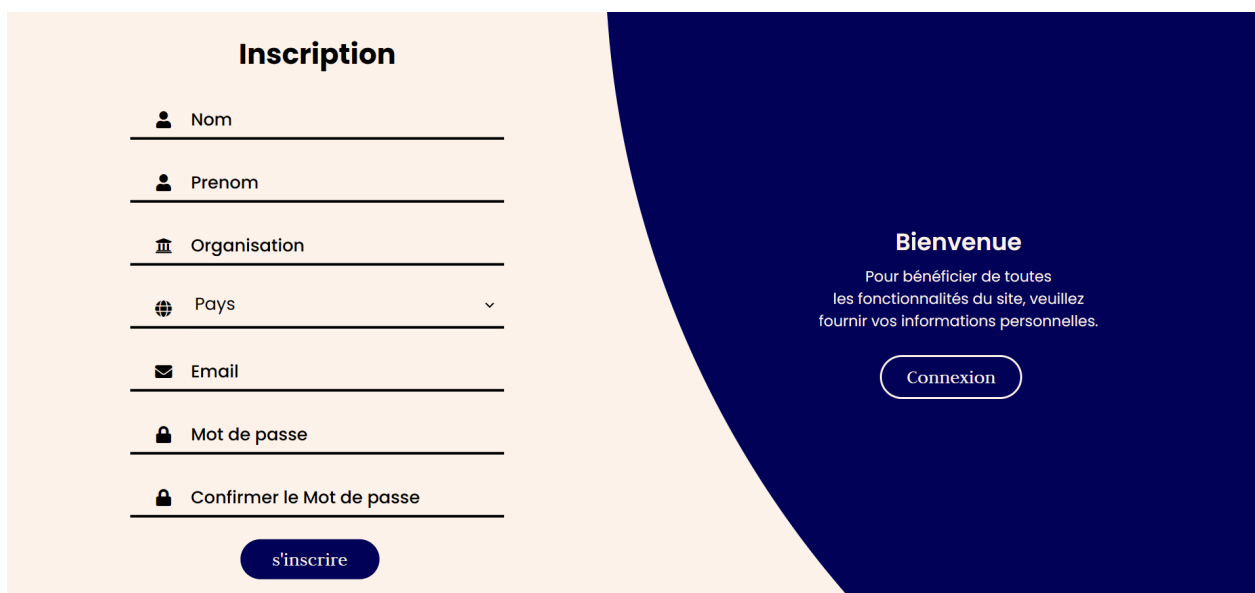 Inscription
Nom
Prenom
Organisation
Pays
Email
Mot de passe
Confirmer le Mot de passe
s'inscrire
Bienvenue
Pour bénéficier de toutes
les fonctionnalités du site, veuillez
fournir vos informations personnelles.
Connexion